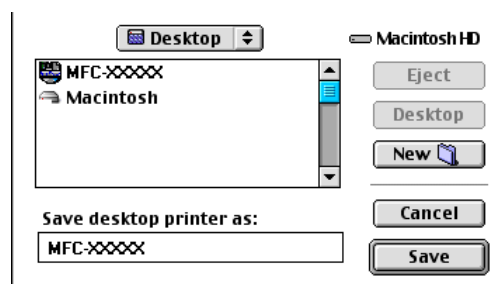 Desktop
Macintosh HD
MFC-XXXXX
Macintosh
Eject
Desktop
New
Save desktop printer as:
MFC-XXXXX
Cancel
Save